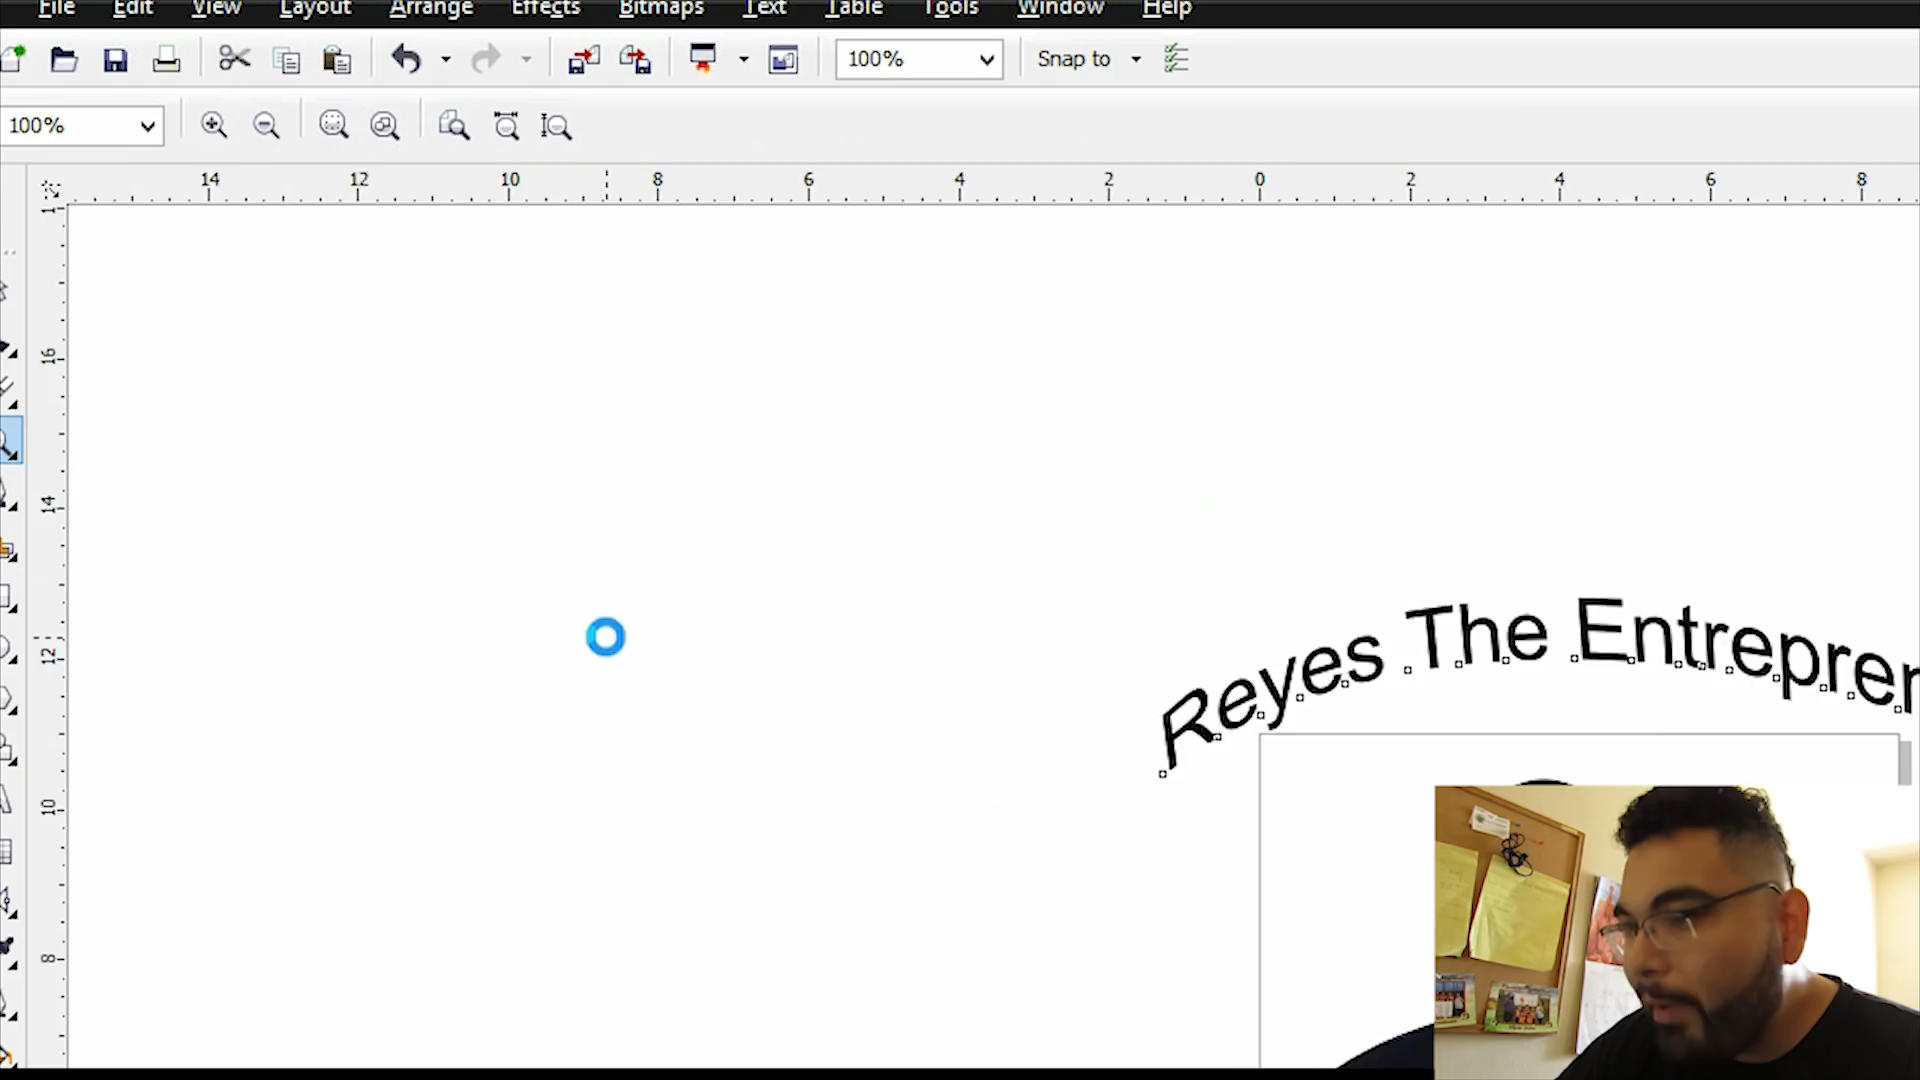 File Edit View Layout Arrange Effects Bitmaps Text Table Tools Window Help
100% Snap to
100%
14 12 10 8 6 4 2 0 2 4 6 8
16
14
12
10
8
Reyes The Entrepren